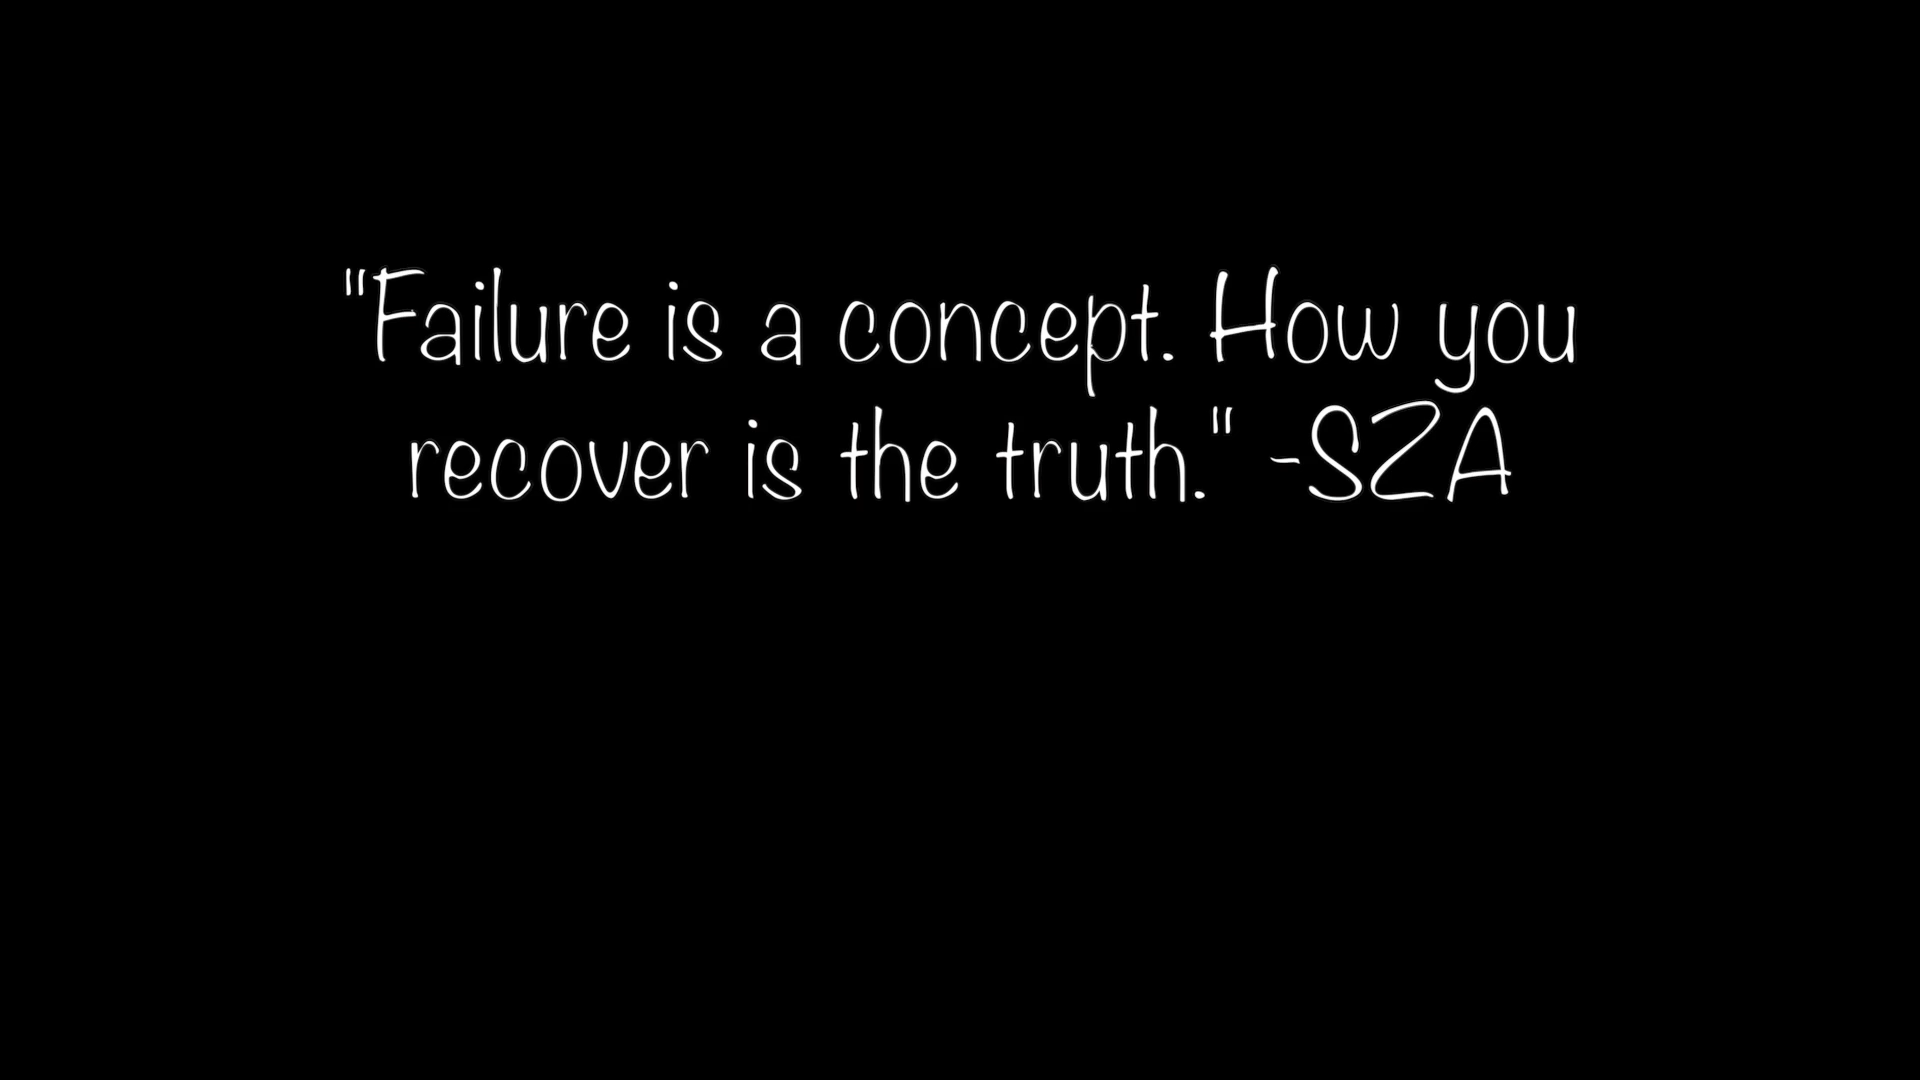 "Failure is a concept. How you
recover is the truth." -SZA